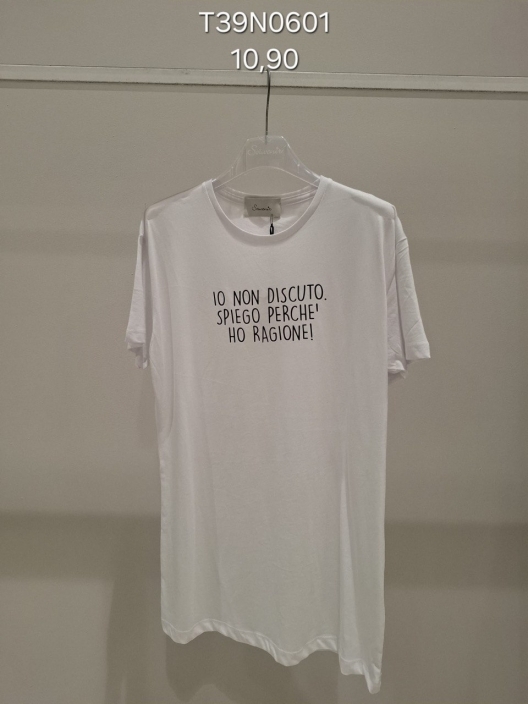 T39N0601
10,90
IO NON DISCUTO.
SPIEGO PERCHE'
HO RAGIONE!